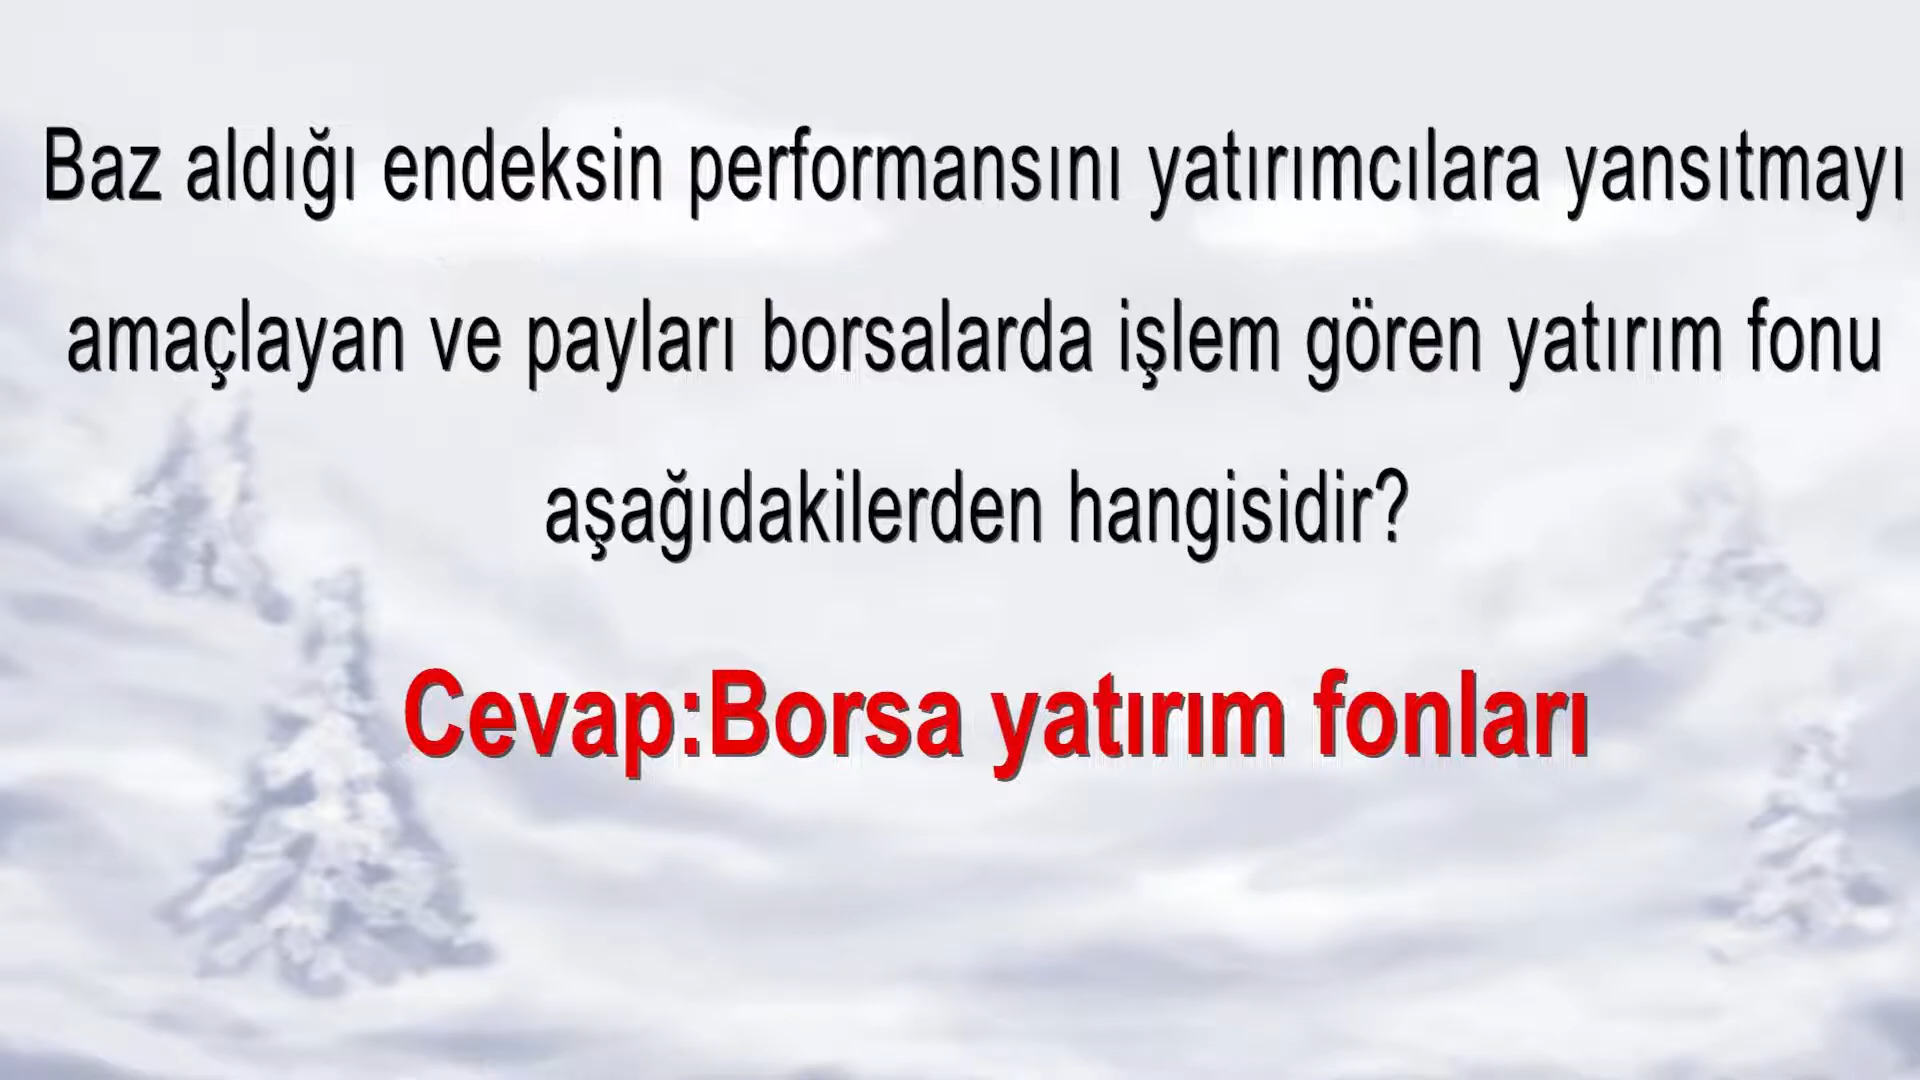 Baz aldığı endeksin performansını yatırımcılara yansıtmayı
amaçlayan ve payları borsalarda işlem gören yatırım fonu
aşağıdakilerden hangisidir?
Cevap:Borsa yatırım fonları